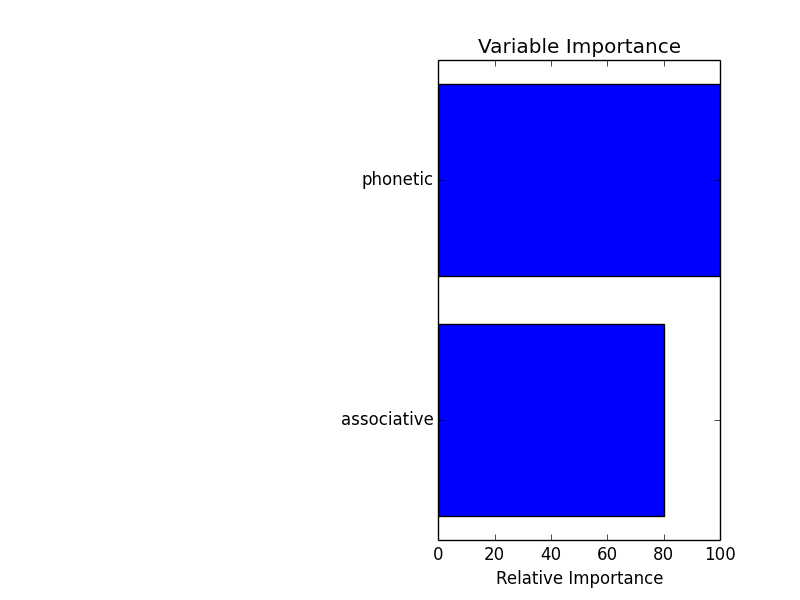 Variable Importance
phonetic
associative
0 20 40 60 80 100
Relative Importance